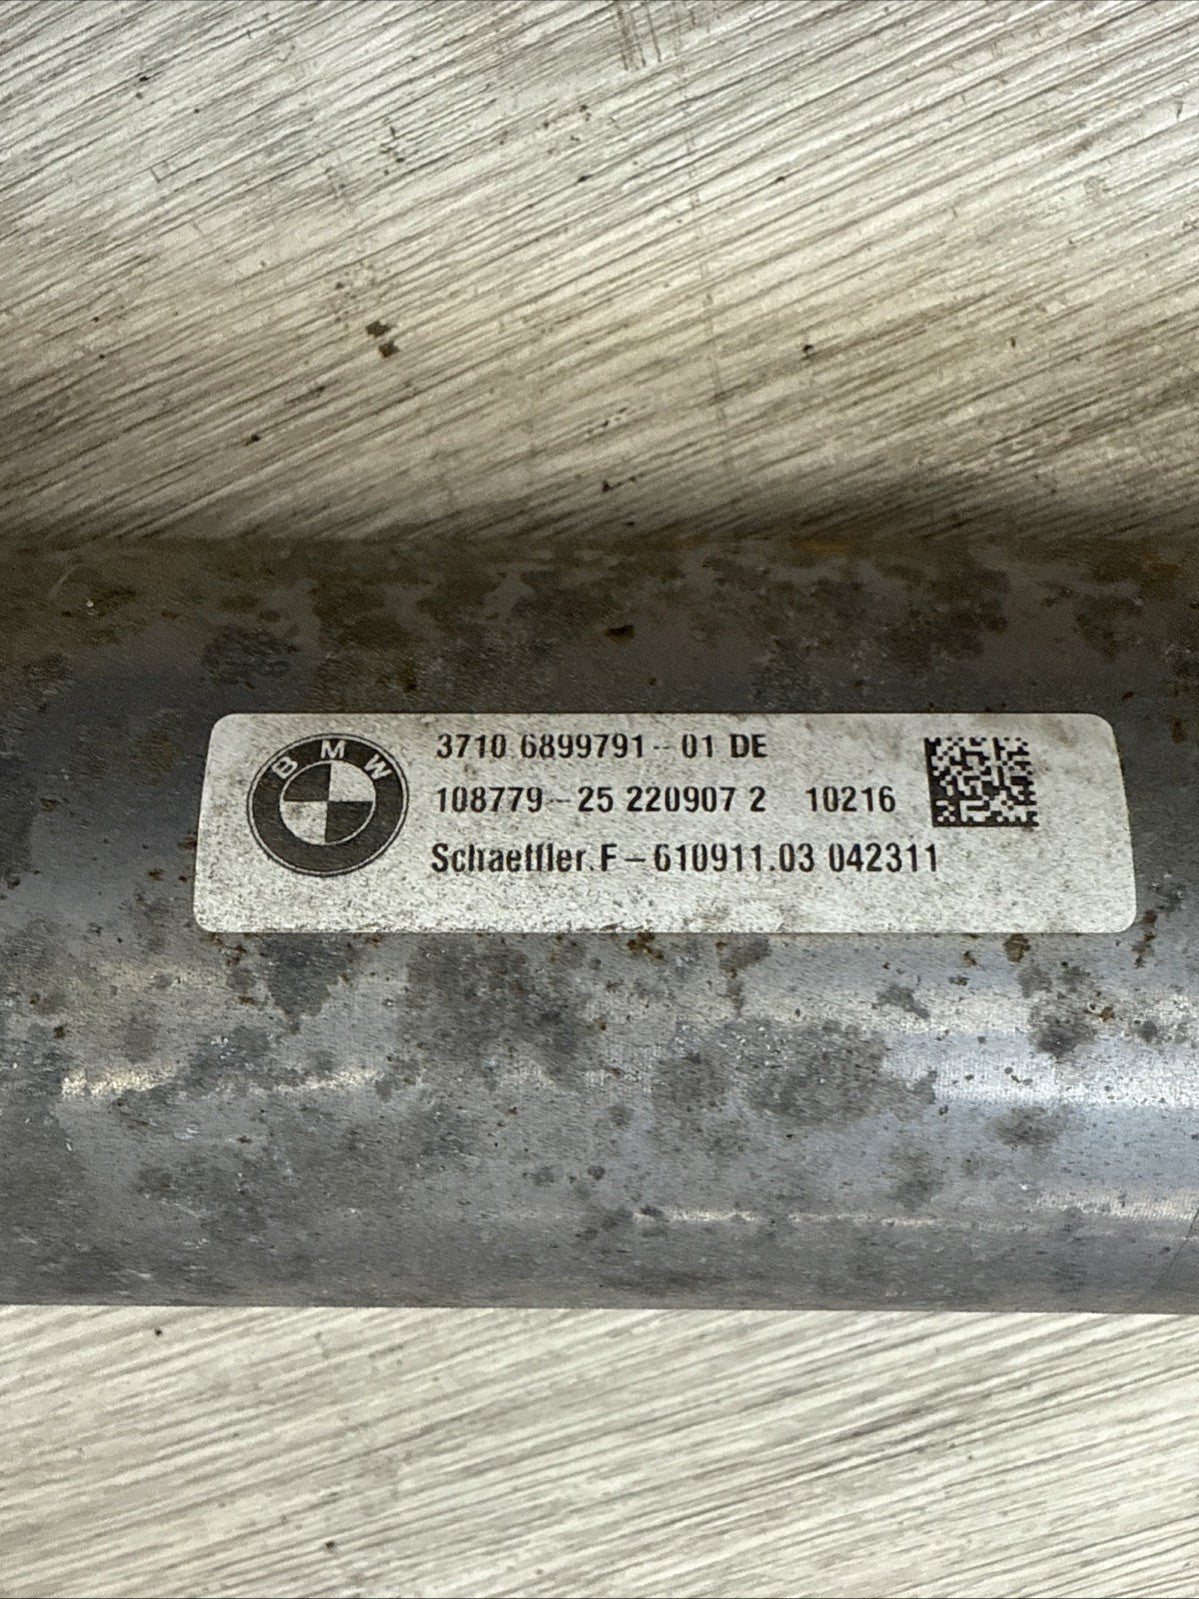 BMW
3710 6899791-01 DE
108779-25 220907 2 10216
Schaeffler.F-610911.03 042311